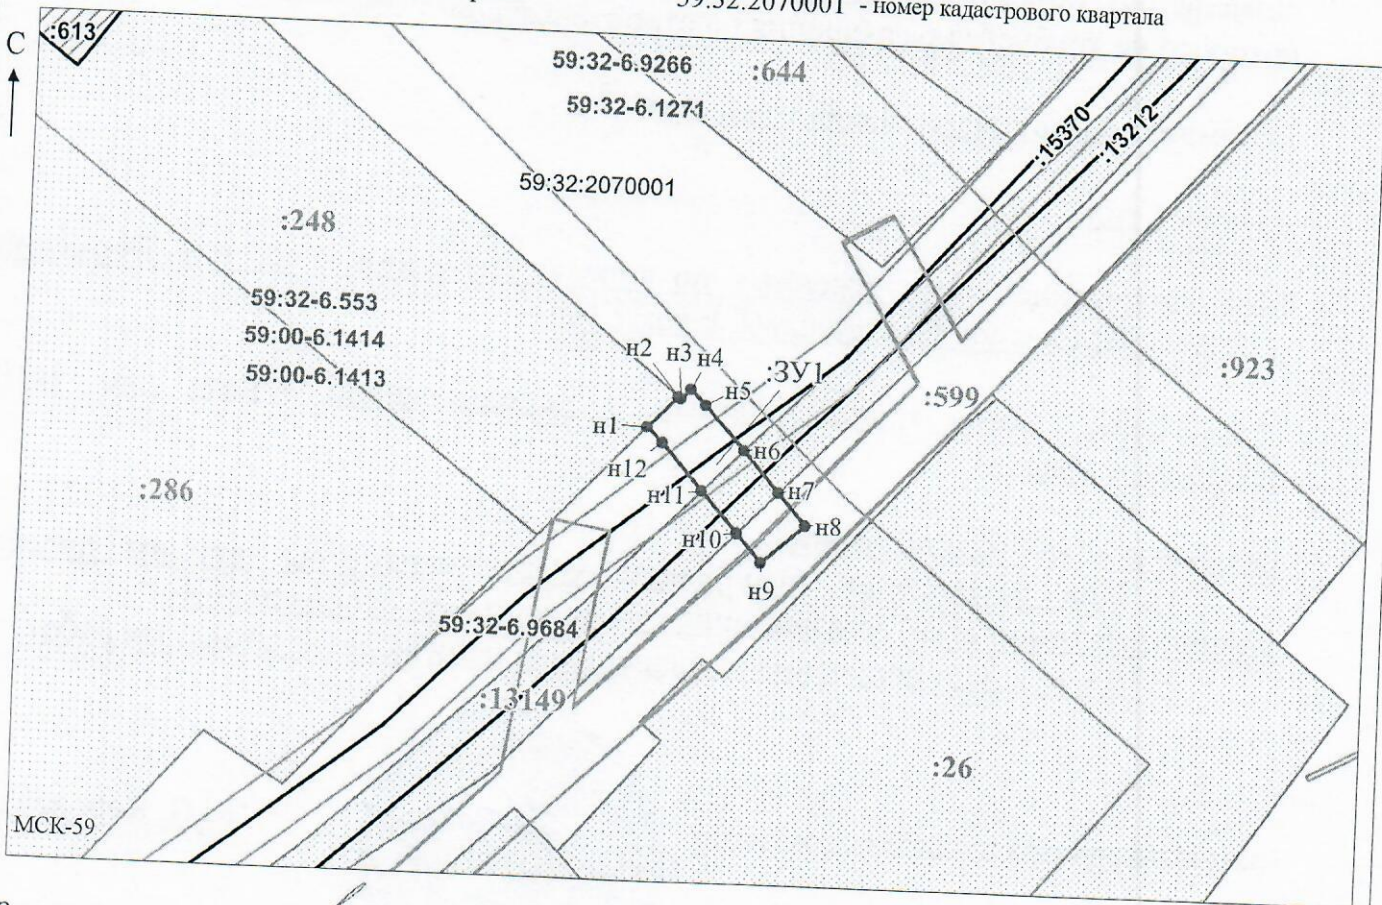 59:32:2070001 - номер кадастрового квартала
:613
С
59:32-6.9266
:644
59:32-6.1271
:15370
:13212
59:32:2070001
:248
59:32-6.553
59:00-6.1414
59:00-6.1413
н2
н3
н4
:ЗУ1
н5
:923
:599
н1
н12
н6
н11
н7
:286
н10
н8
н9
59:32-6.9684
:13149
:26
МСК-59